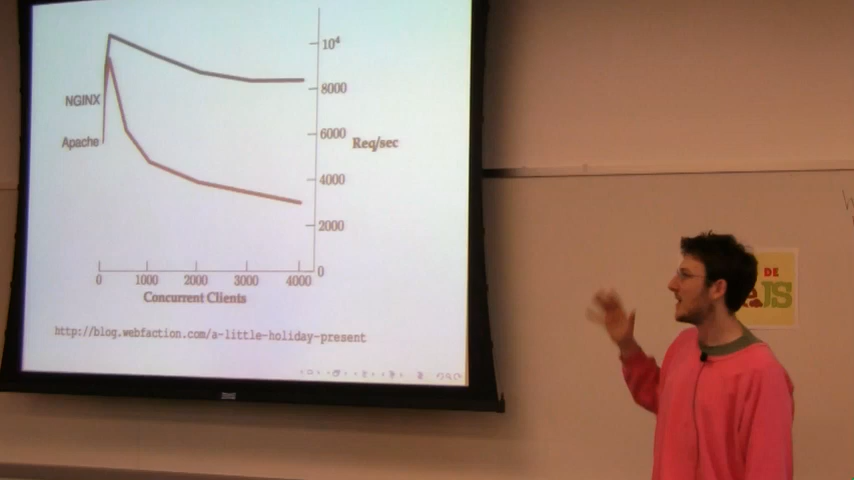 10⁴
8000
NGINX
6000
Apache
Req/sec
4000
2000
0
0 1000 2000 3000 4000
Concurrent Clients
http://blog.webfaction.com/a-little-holiday-present
DE
JS